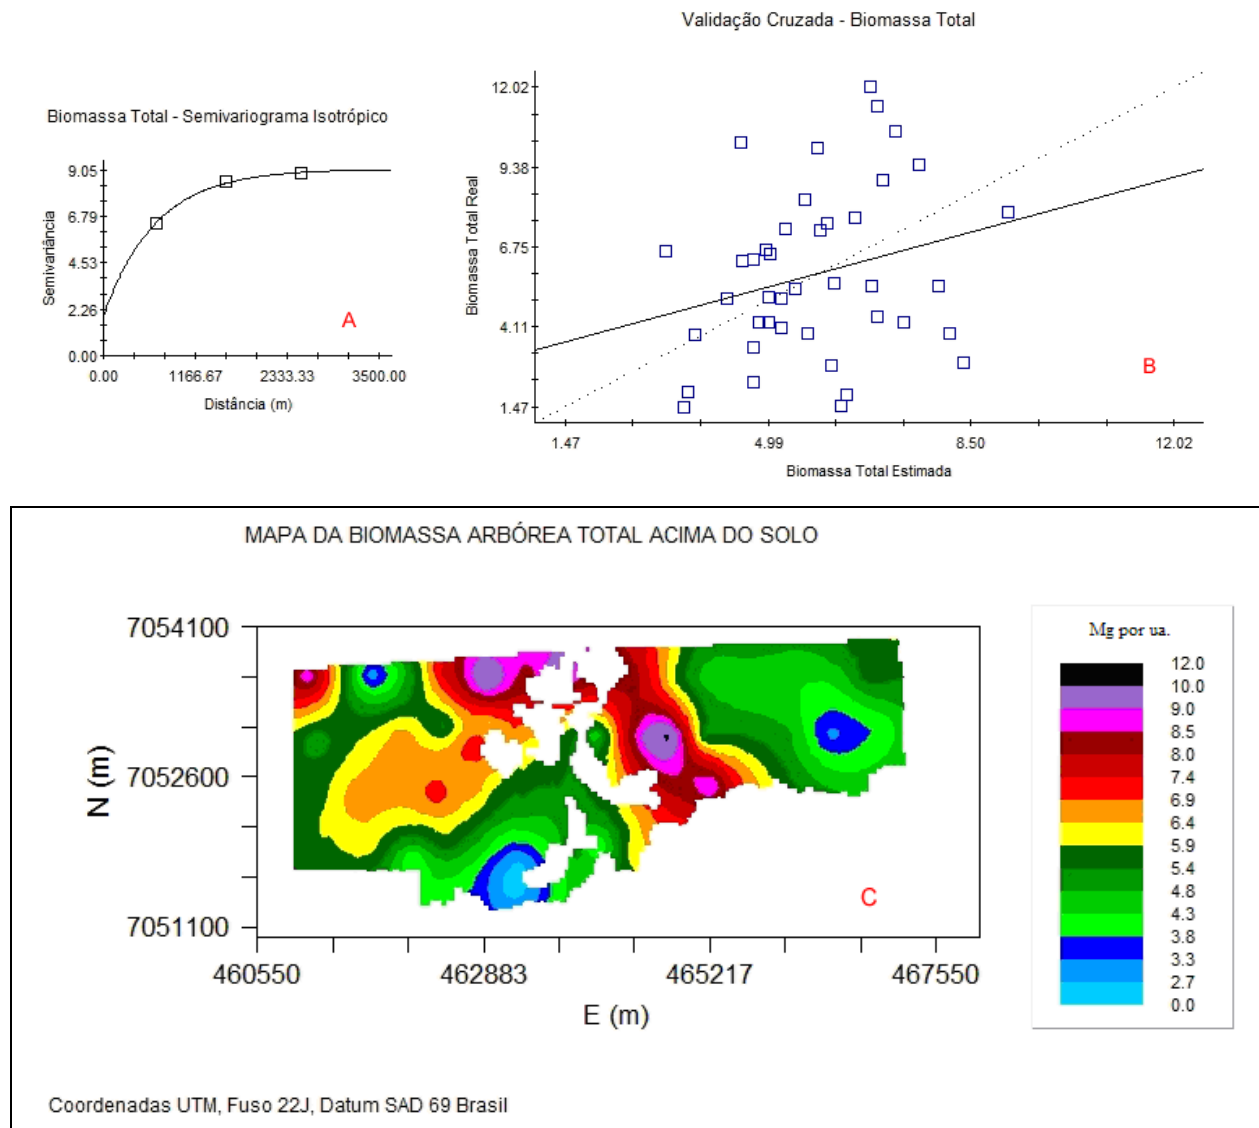 Validação Cruzada - Biomassa Total
Biomassa Total - Semivariograma Isotrópico
9.05
6.79
4.53
2.26
0.00
Semivariância
A
0.00 1166.67 2333.33 3500.00
Distância (m)
12.02
9.38
6.75
4.11
1.47
Biomassa Total Real
B
1.47 4.99 8.50 12.02
Biomassa Total Estimada
MAPA DA BIOMASSA ARBÓREA TOTAL ACIMA DO SOLO
7054100
7052600
7051100
N (m)
460550 462883 465217 467550
E (m)
C
Mg por ua.
12.0
10.0
9.0
8.5
8.0
7.4
6.9
6.4
5.9
5.4
4.8
4.3
3.8
3.3
2.7
0.0
Coordenadas UTM, Fuso 22J, Datum SAD 69 Brasil